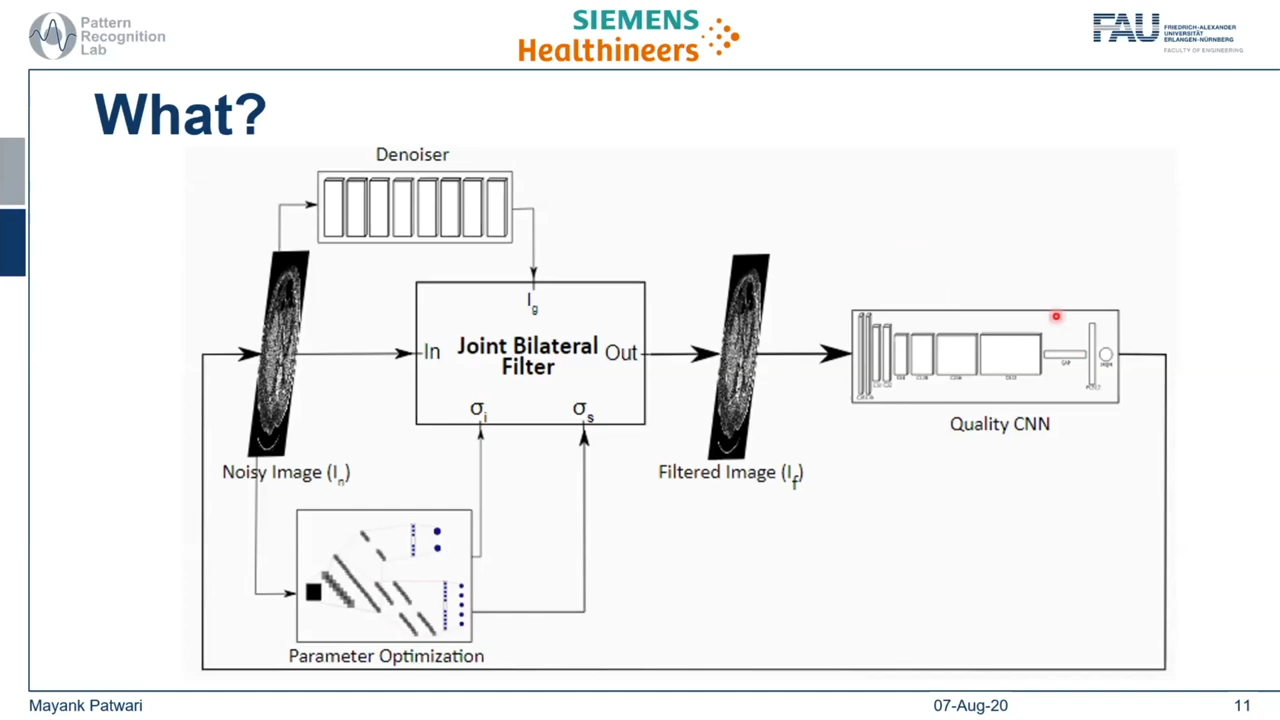 Pattern
Recognition
Lab
SIEMENS
Healthineers
FAU
FRIEDRICH-ALEXANDER
UNIVERSITÄT
ERLANGEN-NÜRNBERG
FACULTY OF ENGINEERING
What?
Denoiser
Ig
In
Joint Bilateral
Filter
Out
σi
σs
Noisy Image (In)
Filtered Image (If)
GAP
Quality CNN
Parameter Optimization
Mayank Patwari
07-Aug-20
11